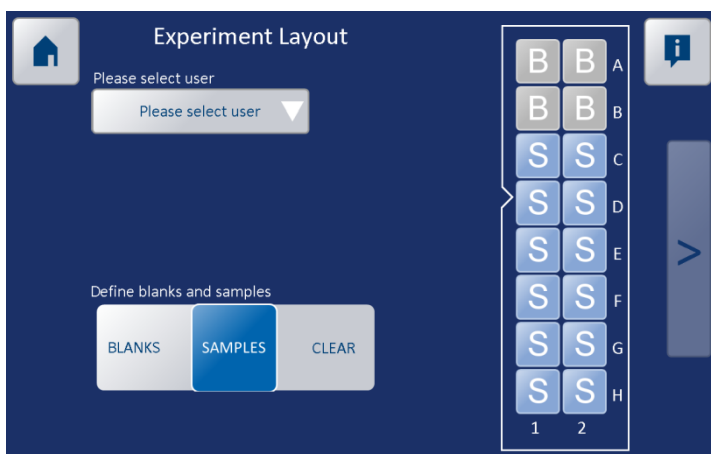 Experiment Layout
Please select user
Please select user
Define blanks and samples
BLANKS SAMPLES CLEAR
B B A
B B B
S S C
S S D
S S E
S S F
S S G
S S H
1 2
i
>